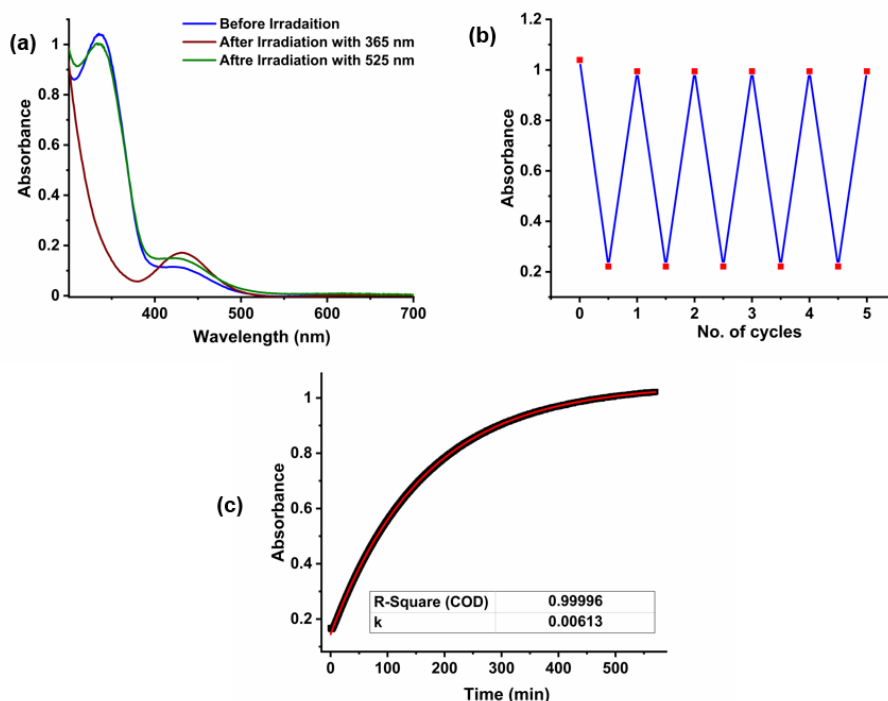 (a)
Before Irradaition
After Irradiation with 365 nm
Aftre Irradiation with 525 nm
1
0.8
0.6
0.4
0.2
0
Absorbance
400
500
600
700
Wavelength (nm)
(b)
1.2
1
0.8
0.6
0.4
0.2
Absorbance
0
1
2
3
4
5
No. of cycles
(c)
1
0.8
0.6
0.4
0.2
Absorbance
R-Square (COD) 0.99996
k 0.00613
0
100
200
300
400
500
Time (min)